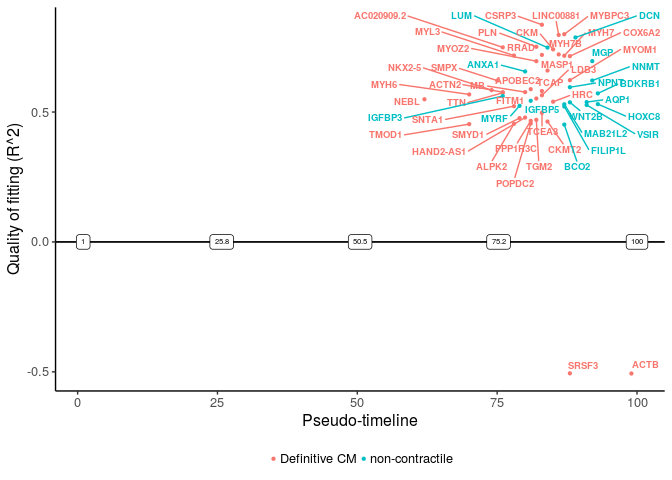 AC020909.2 LUM CSRP3 LINC00881 MYBPC3 DCN
MYL3 PLN CKM MYH7 COX6A2
MYOZ2 RRAD MYH7B MGP MYOM1
NKX2-5 SMPX ANXA1 MASP1 LDB3 NNMT
MYH6 ACTN2 MB APOBEC2 TCAP NPNT BDKRB1
NEBL TTN FITM1 HRC AQP1
IGFBP3 SNTA1 MYRF IGFBP5 WNT2B HOXC8
TMOD1 SMYD1 TCEA3 MAB21L2 VSIR
HAND2-AS1 PPP1R3C CKMT2 FILIP1L
ALPK2 TGM2 BCO2
POPDC2
SRSF3 ACTB
0.5
0.0
-0.5
1 25.8 50.5 75.2 100
0 25 50 75 100
Quality of fitting (R^2)
Pseudo-timeline
Definitive CM non-contractile